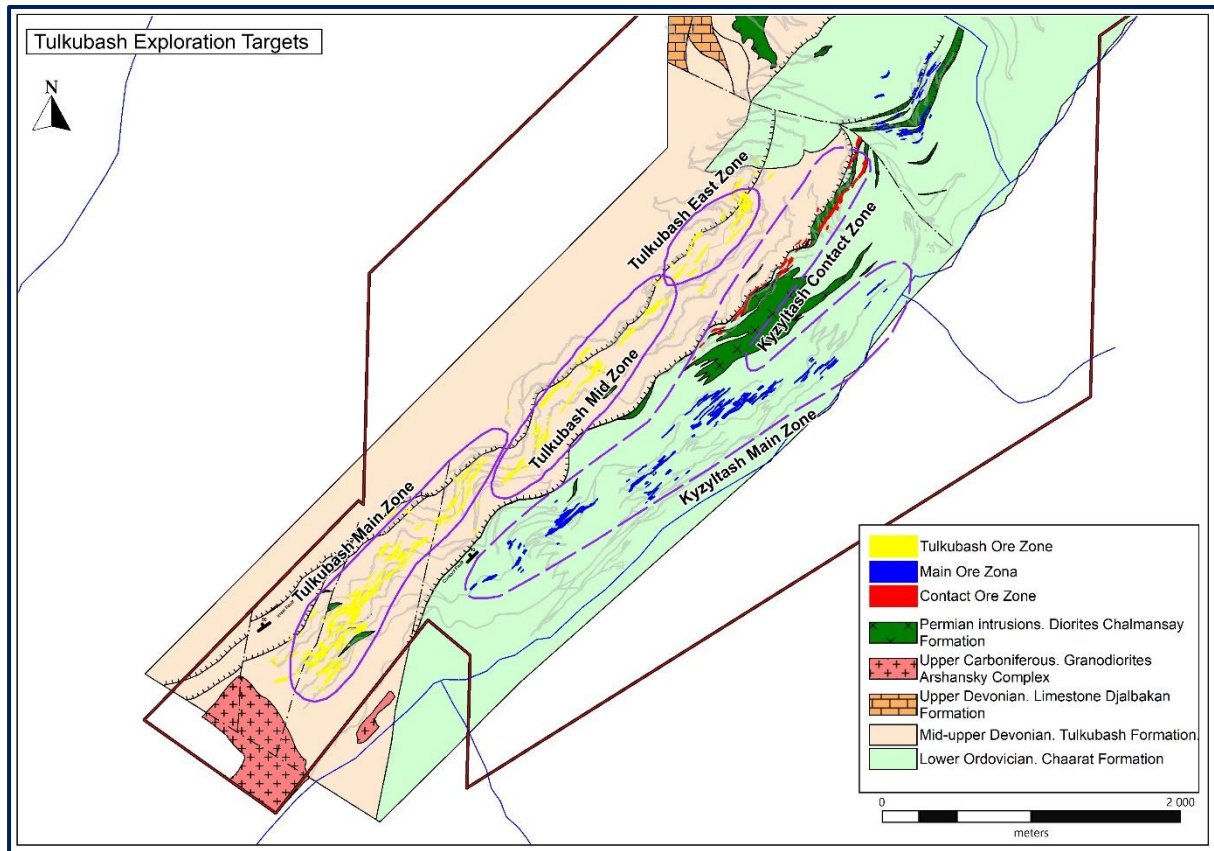 Tulkubash Exploration Targets
N
Tulkubash East Zone
Kyzyltash Contact Zone
Tulkubash Mid Zone
Kyzyltash Main Zone
Tulkubash Main Zone
Contact Fault
Tulkubash Ore Zone
Main Ore Zona
Contact Ore Zone
Permian intrusions. Diorites Chalmansay
Formation
Upper Carboniferous. Granodiorites
Arshansky Complex
Upper Devonian. Limestone Djalbakan
Formation
Mid-upper Devonian. Tulkubash Formation.
Lower Ordovician. Chaarat Formation
0
2 000
meters